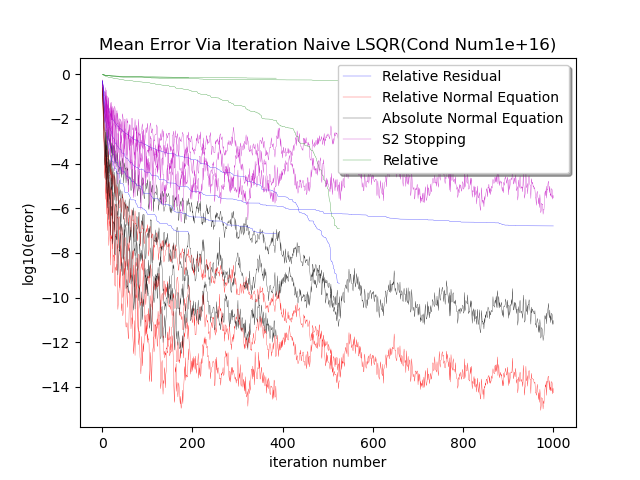 Mean Error Via Iteration Naive LSQR(Cond Num1e+16)
Relative Residual
Relative Normal Equation
Absolute Normal Equation
S2 Stopping
Relative
log10(error)
0
−2
−4
−6
−8
−10
−12
−14
0 200 400 600 800 1000
iteration number